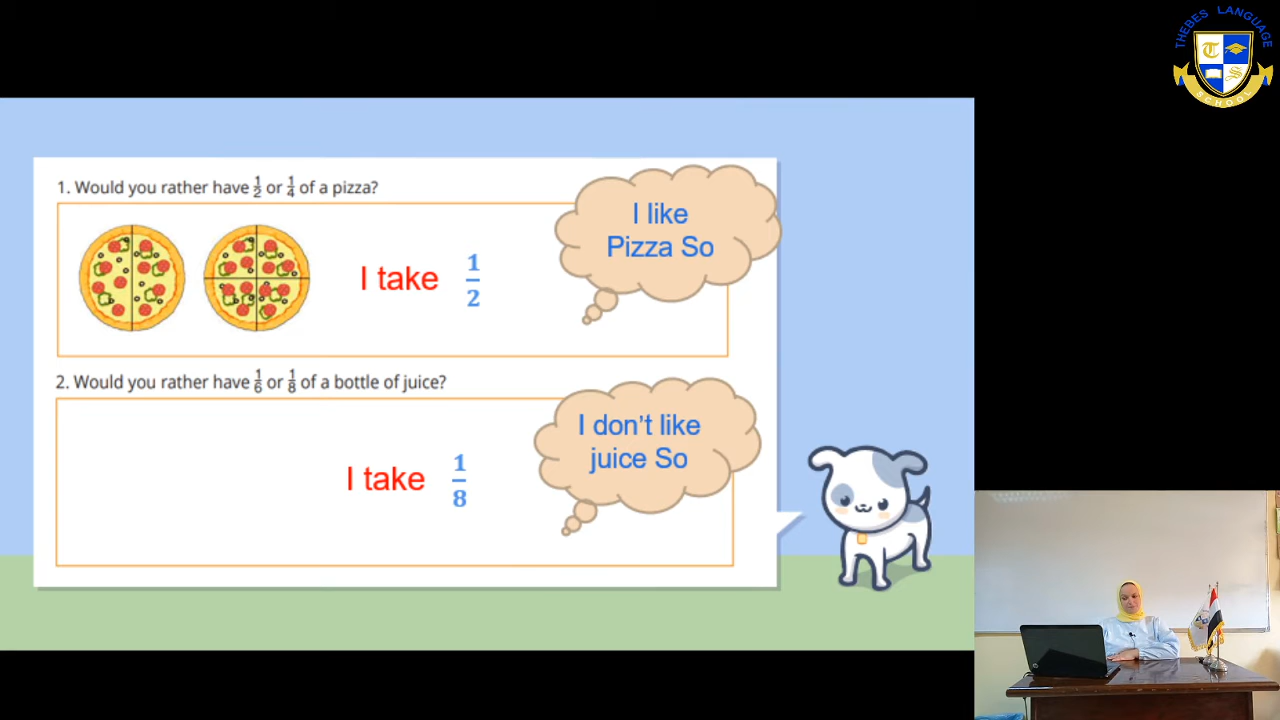 THEBES LANGUAGE
T
S
SCHOOL
1. Would you rather have 1/2 or 1/4 of a pizza?
I take 1/2
I like
Pizza So
2. Would you rather have 1/6 or 1/8 of a bottle of juice?
I take 1/8
I don't like
juice So